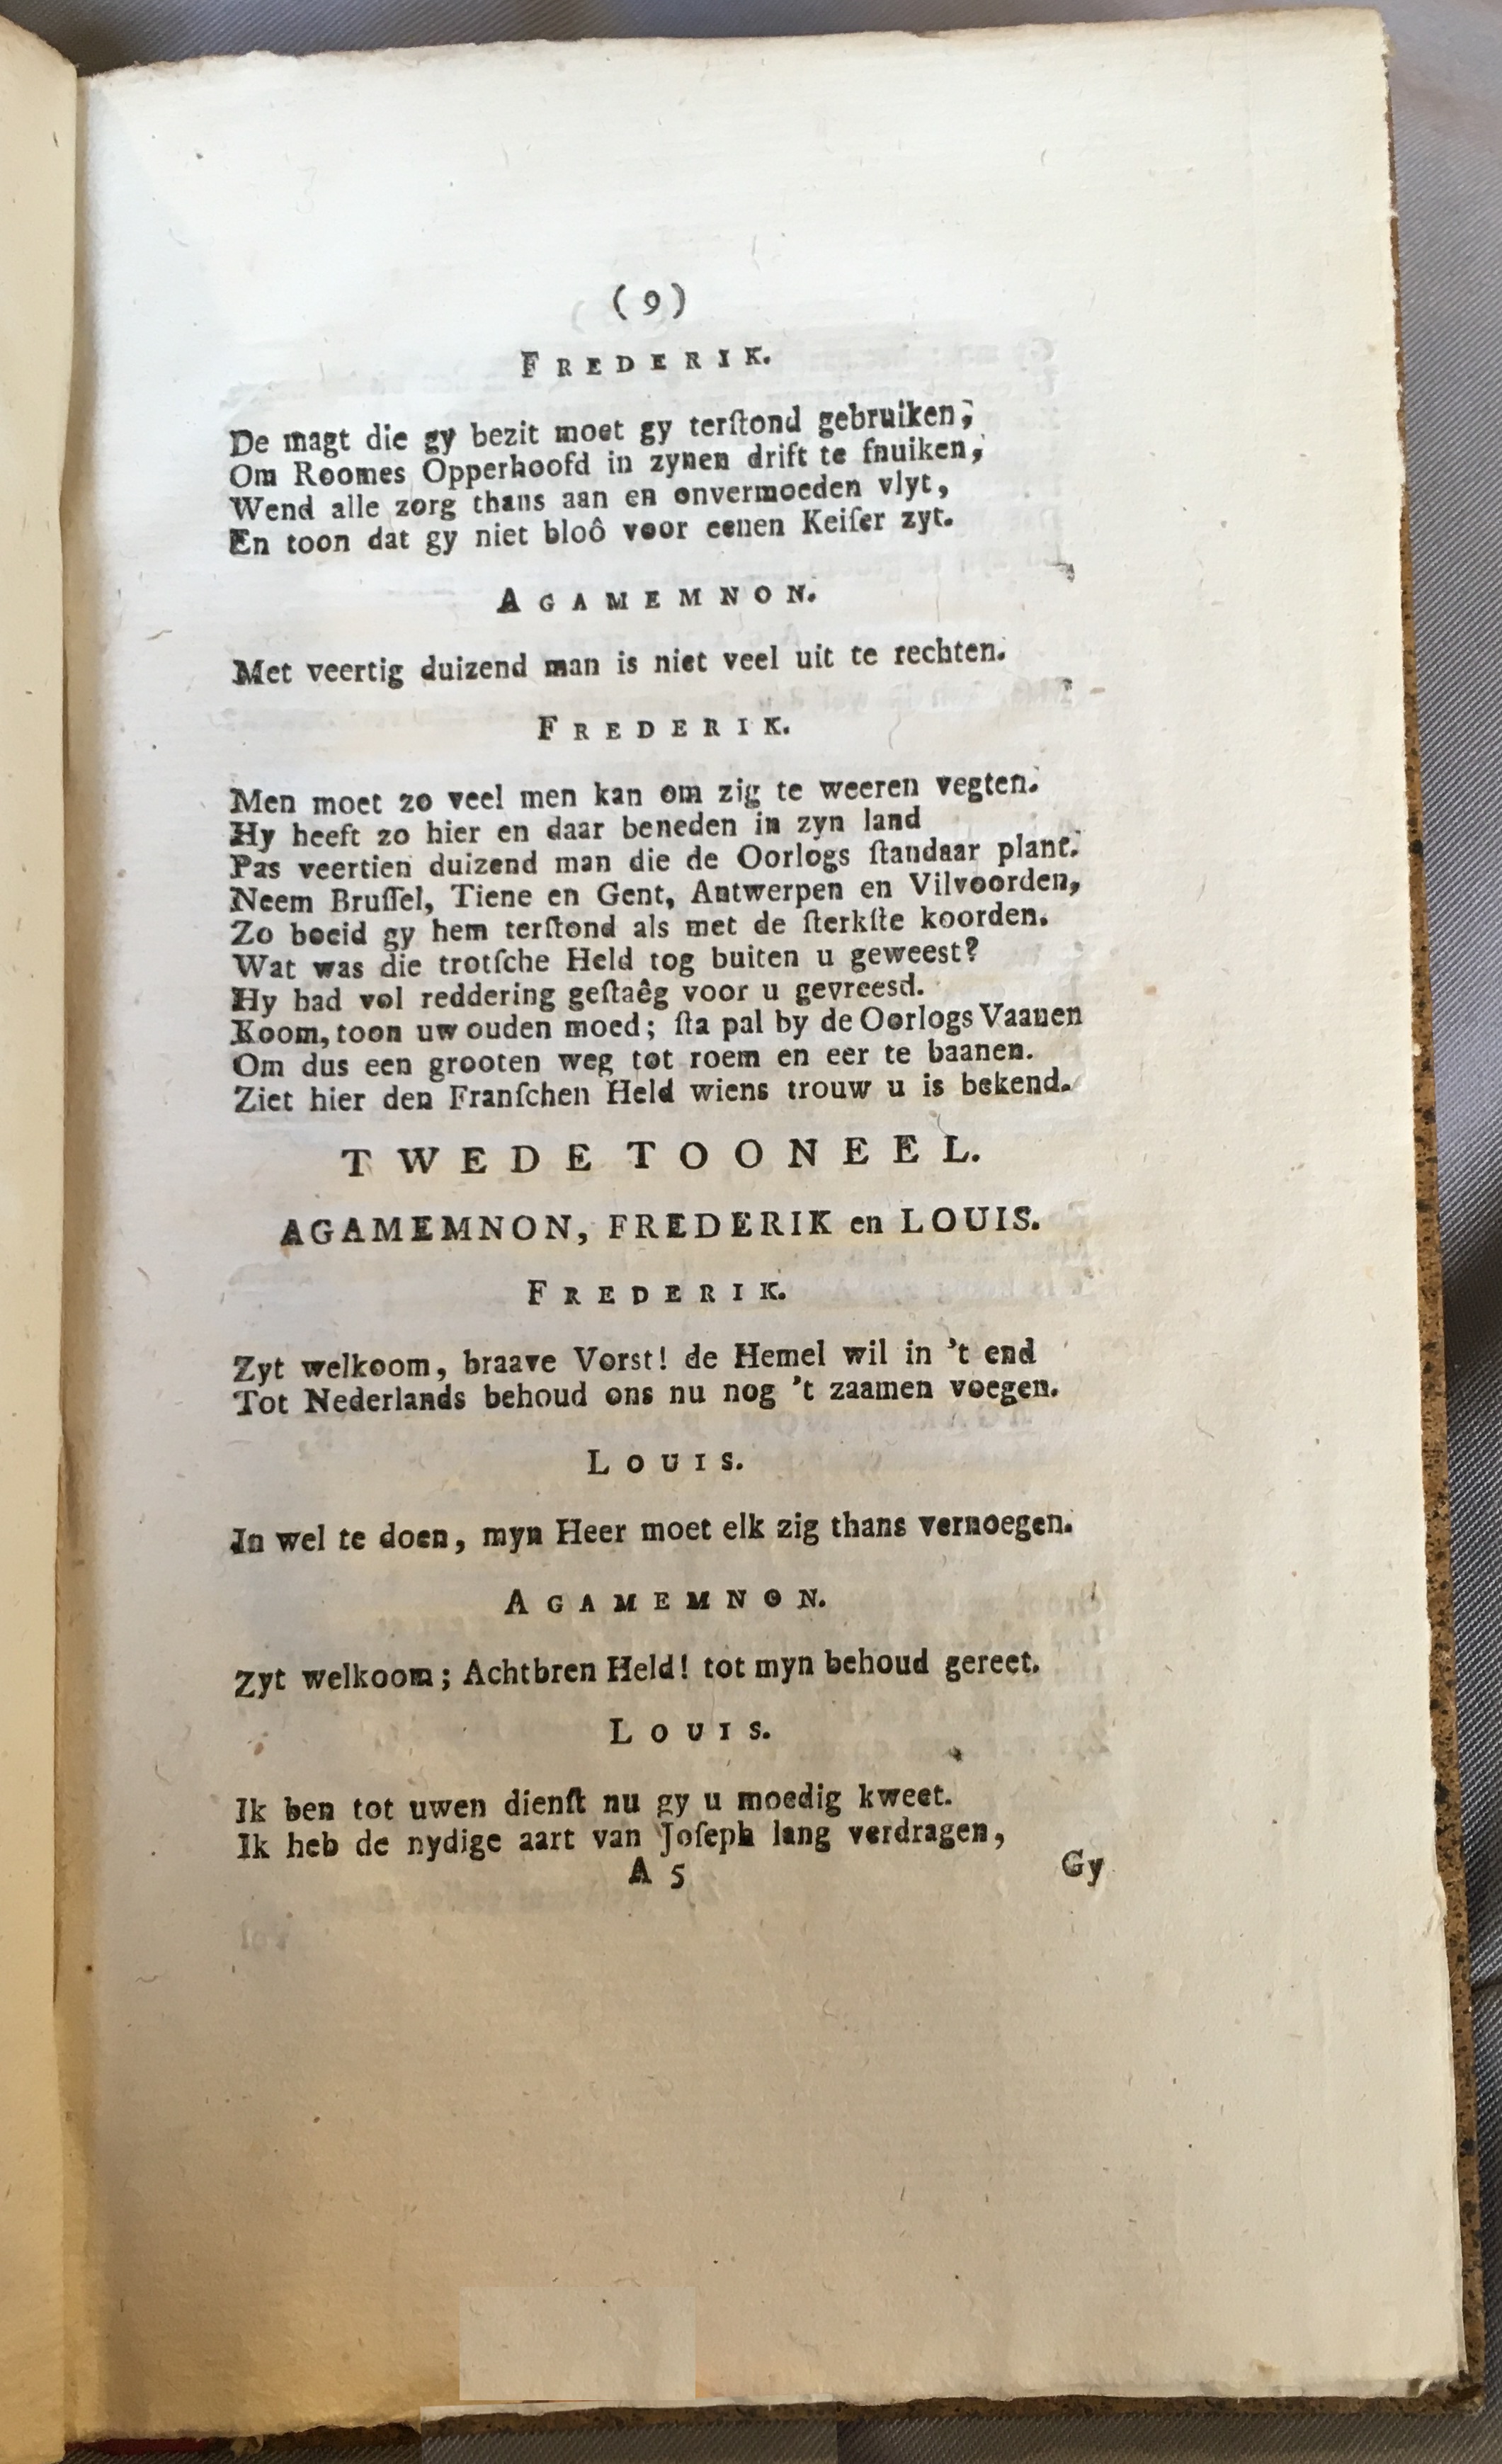 ( 9 )
FREDERIK.
De magt die gy bezit moet gy terſtond gebruiken,
Om Roomes Opperhoofd in zynen drift te ſnuiken,
Wend alle zorg thans aan en onvermoeden vlyt,
En toon dat gy niet bloô voor eenen Keiſer zyt.
AGAMEMNON.
Met veertig duizend man is niet veel uit te rechten.
FREDERIK.
Men moet zo veel men kan om zig te weeren vegten.
Hy heeft zo hier en daar beneden in zyn land
Pas veertien duizend man die de Oorlogs ſtandaar plant.
Neem Bruſſel, Tiene en Gent, Antwerpen en Vilvoorden,
Zo boeid gy hem terſtond als met de ſterkſte koorden.
Wat was die trotſche Held tog buiten u geweest?
Hy had vol reddering geſtaêg voor u gevreesd.
Koom, toon uw ouden moed; ſta pal by de Oorlogs Vaanen
Om dus een grooten weg tot roem en eer te baanen.
Ziet hier den Franſchen Held wiens trouw u is bekend.
TWEDE TOONEEL.
AGAMEMNON, FREDERIK en LOUIS.
FREDERIK.
Zyt welkoom, braave Vorst! de Hemel wil in 't end
Tot Nederlands behoud ons nu nog 't zaamen voegen.
LOUIS.
In wel te doen, myn Heer moet elk zig thans vernoegen.
AGAMEMNON.
Zyt welkoom; Achtbren Held! tot myn behoud gereet.
LOUIS.
Ik ben tot uwen dienſt nu gy u moedig kweet.
Ik heb de nydige aart van Joſeph lang verdragen,
A 5 Gy